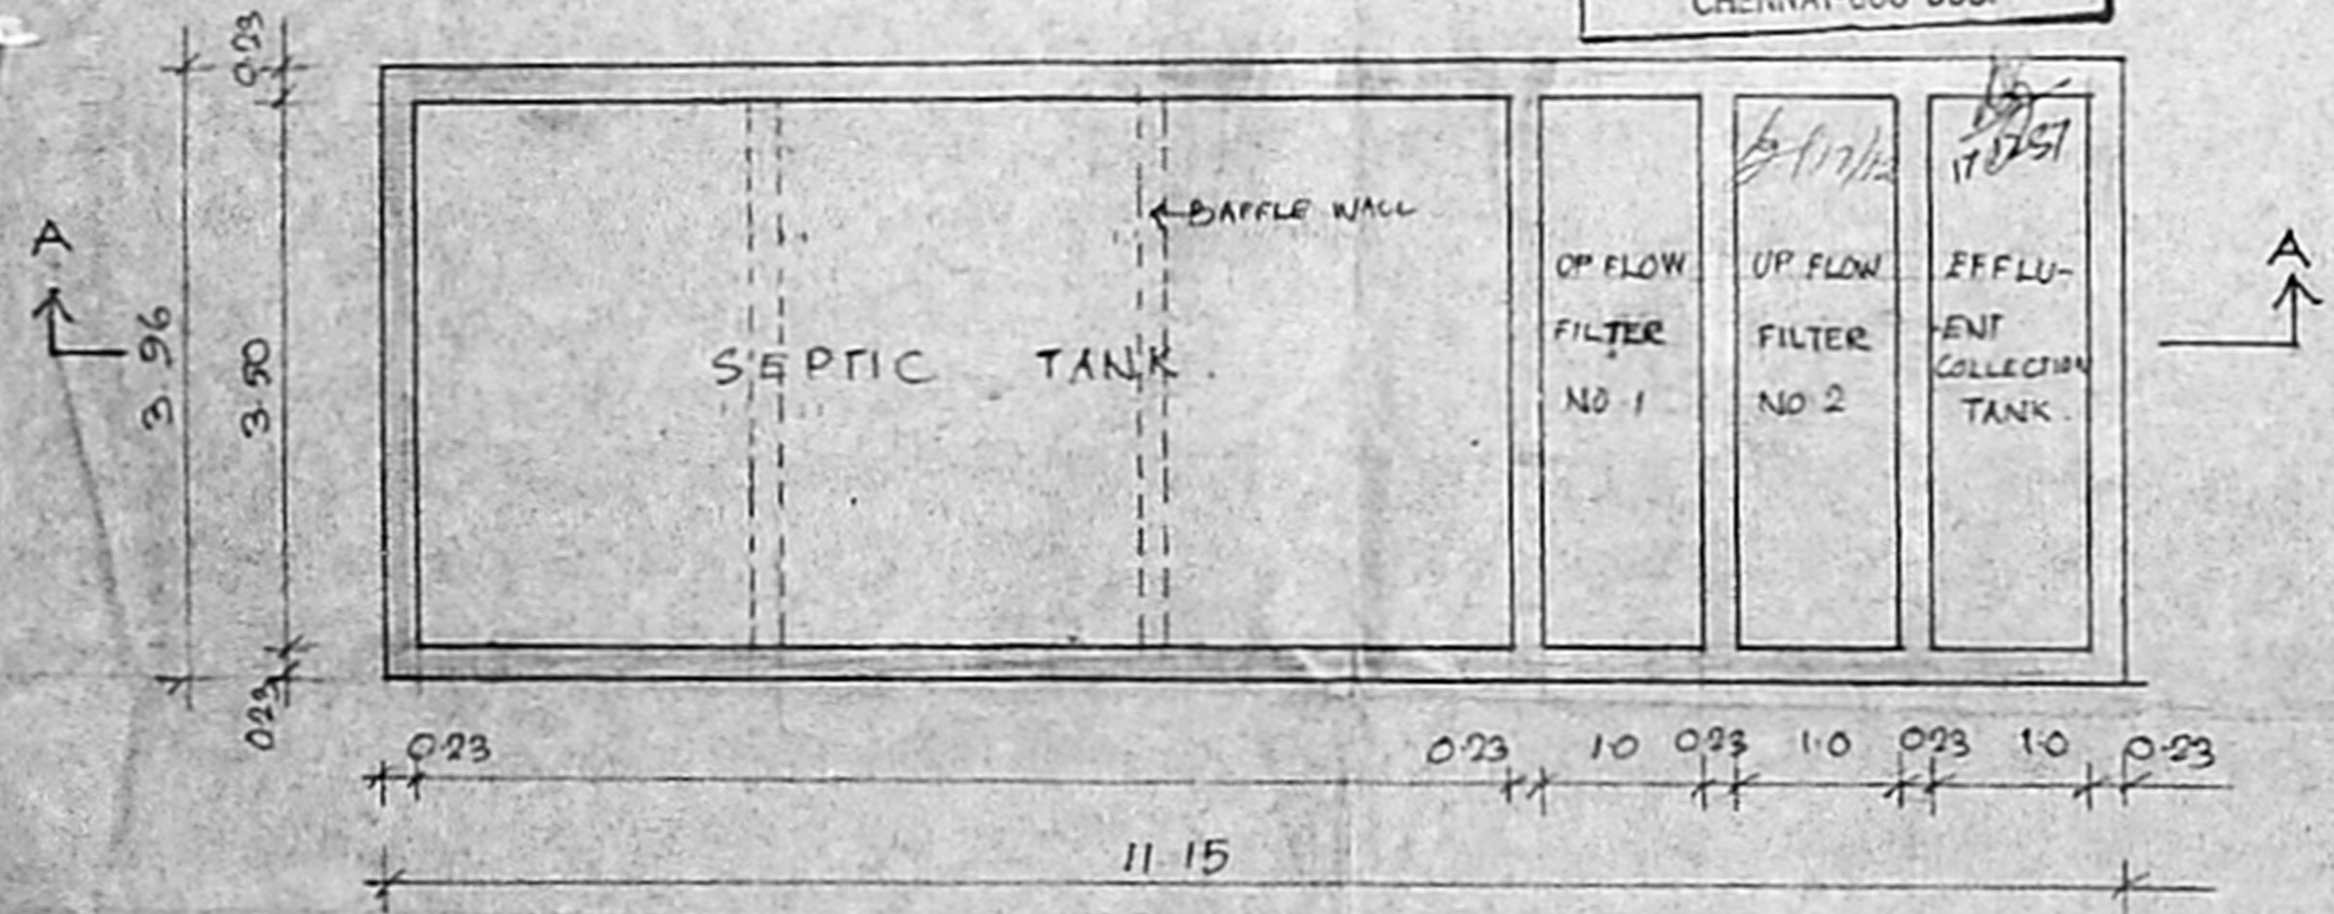 0.23
A
3.96
3.50
0.23
BAFFLE WALL
SEPTIC TANK.
UP FLOW
FILTER
NO 1
UP FLOW
FILTER
NO 2
EFFLU-
-ENT
COLLECTION
TANK.
A
0.23
0.23
1.0
0.23
1.0
0.23
1.0
0.23
11.15